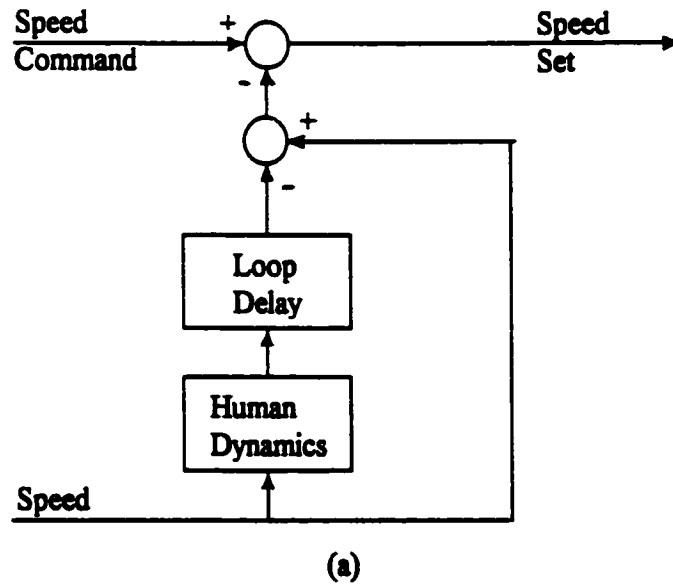 Speed
Command
+
Speed
Set
-
+
-
Loop
Delay
Human
Dynamics
Speed
(a)